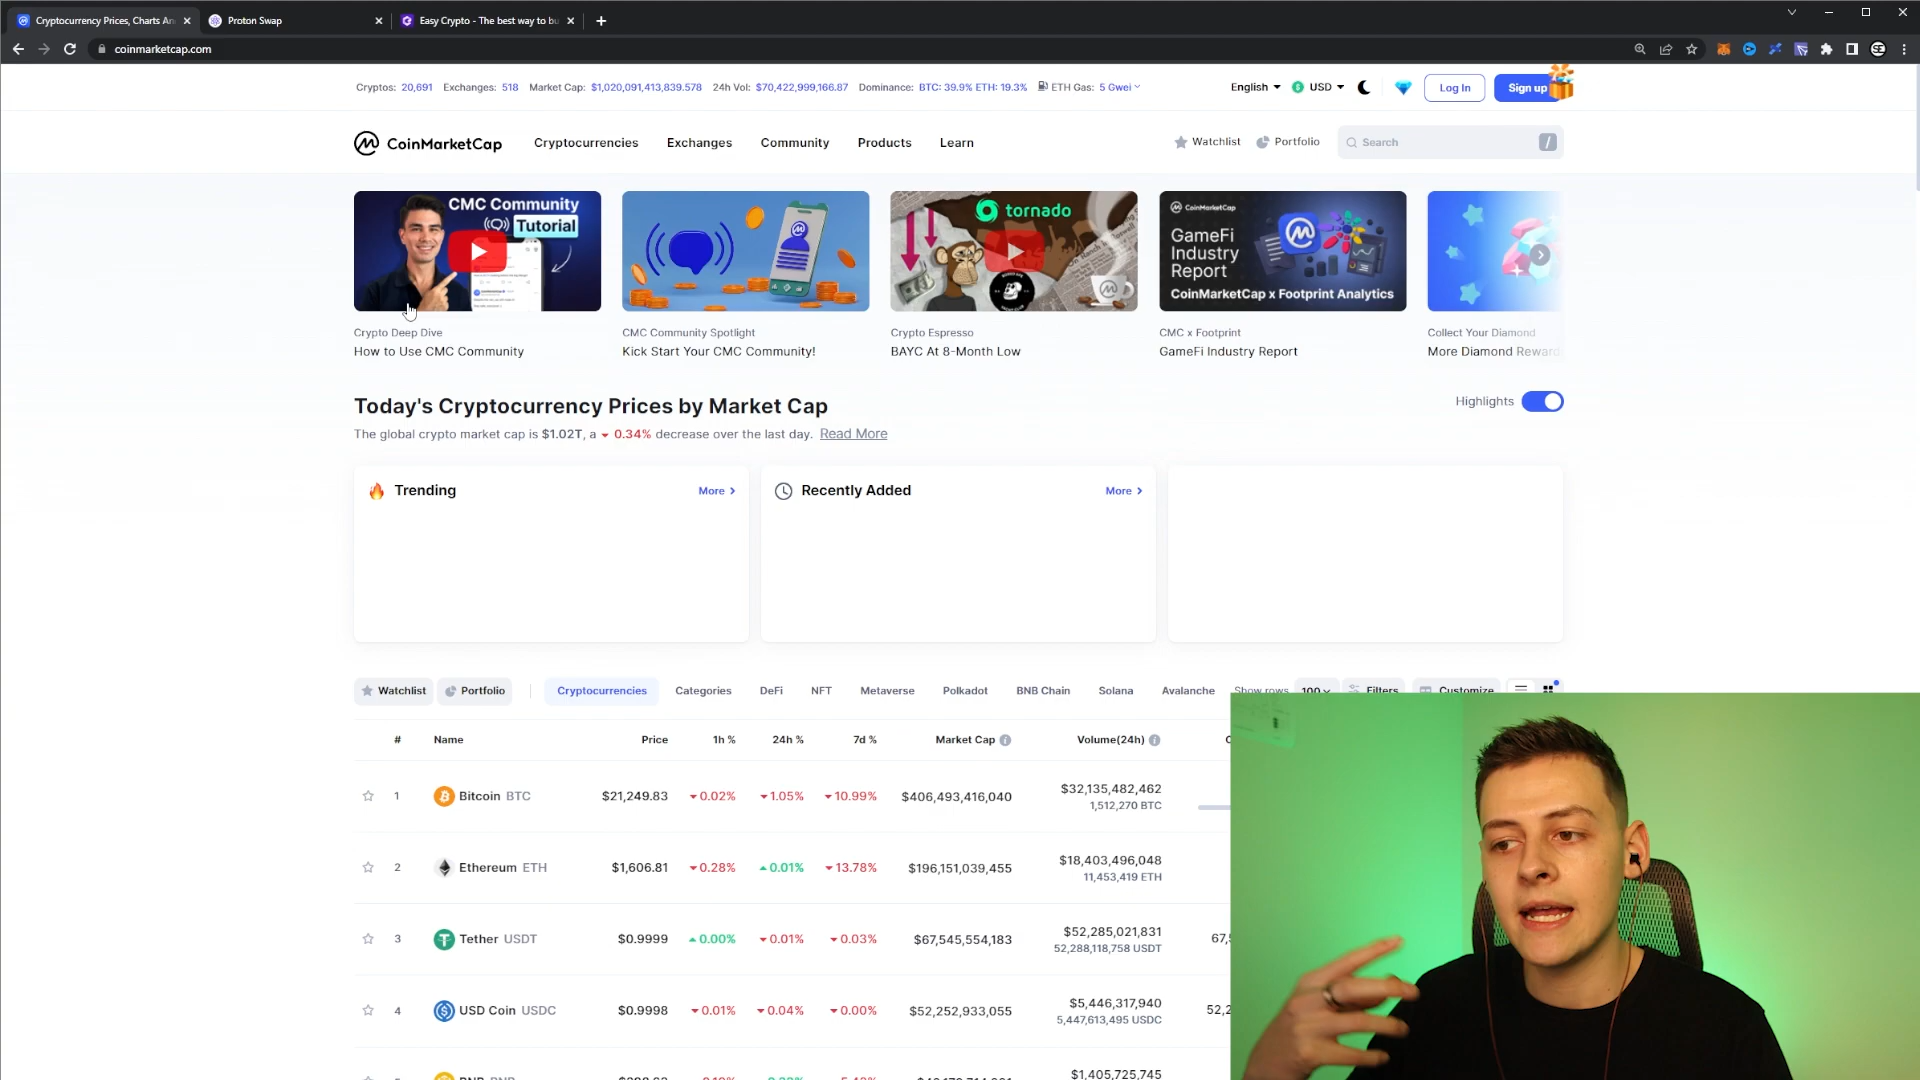 Cryptocurrency Prices, Charts An
Proton Swap
Easy Crypto - The best way to bu
coinmarketcap.com
Cryptos: 20,691 Exchanges: 518 Market Cap: $1,020,091,413,839.578 24h Vol: $70,422,999,166.87 Dominance: BTC: 39.9% ETH: 19.3% ETH Gas: 5 Gwei
English USD Log In Sign up
CoinMarketCap Cryptocurrencies Exchanges Community Products Learn Watchlist Portfolio Search /
CMC Community
Tutorial
tornado
CoinMarketCap
GameFi
Industry
Report
CoinMarketCap x Footprint Analytics
Crypto Deep Dive
How to Use CMC Community
CMC Community Spotlight
Kick Start Your CMC Community!
Crypto Espresso
BAYC At 8-Month Low
CMC x Footprint
GameFi Industry Report
Collect Your Diamond
More Diamond Reward
Today's Cryptocurrency Prices by Market Cap
Highlights
The global crypto market cap is $1.02T, a 0.34% decrease over the last day. Read More
Trending More
Recently Added More
Watchlist Portfolio Cryptocurrencies Categories DeFi NFT Metaverse Polkadot BNB Chain Solana Avalanche Show rows 100 Filters Customize
# Name Price 1h % 24h % 7d % Market Cap Volume(24h)
1 Bitcoin BTC $21,249.83 0.02% 1.05% 10.99% $406,493,416,040 $32,135,482,462
1,512,270 BTC
2 Ethereum ETH $1,606.81 0.28% 0.01% 13.78% $196,151,039,455 $18,403,496,048
11,453,419 ETH
3 Tether USDT $0.9999 0.00% 0.01% 0.03% $67,545,554,183 $52,285,021,831 67,5
52,288,118,758 USDT
4 USD Coin USDC $0.9998 0.01% 0.04% 0.00% $52,252,933,055 $5,446,317,940 52,2
5,447,613,495 USDC
$1,405,725,745